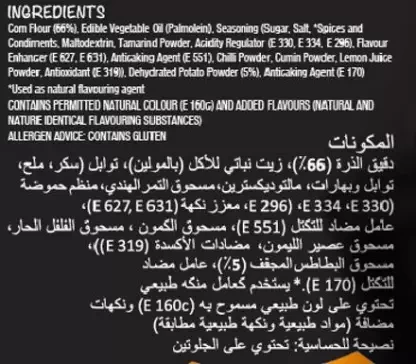 INGREDIENTS
Corn Flour (66%), Edible Vegetable Oil (Palmolein), Seasoning (Sugar, Salt, *Spices and
Condiments, Maltodextrin, Tamarind Powder, Acidity Regulator (E 330, E 334, E 296), Flavour
Enhancer (E 627, E 631), Anticaking Agent (E 551), Chilli Powder, Cumin Powder, Lemon Juice
Powder, Antioxidant (E 319)), Dehydrated Potato Powder (5%), Anticaking Agent (E 170)
*Used as natural flavouring agent
CONTAINS PERMITTED NATURAL COLOUR (E 160c) AND ADDED FLAVOURS (NATURAL AND
NATURE IDENTICAL FLAVOURING SUBSTANCES)
ALLERGEN ADVICE: CONTAINS GLUTEN
المكونات
دقيق الذرة (66٪)، زيت نباتي للأكل (بالمولين)، توابل (سكر، ملح،
توابل وبهارات، مالتوديكسترين،مسحوق التمر الهندي، منظم حموضة
(E 330، E 334، E 296)، معزز نكهة (E 627, E 631)،
عامل مضاد للتكتل (E 551)، مسحوق الكمون ، مسحوق الفلفل الحار،
مسحوق عصير الليمون، مضادات الأكسدة (E 319))،
مسحوق البطاطس المجفف (5٪)، عامل مضاد
للتكتل (E 170).* يستخدم كعامل منكه طبيعي
تحتوي على لون طبيعي مسموح به (E 160c) ونكهات
مضافة (مواد طبيعية ونكهة طبيعية مطابقة)
نصيحة للحساسية: تحتوي على الجلوتين